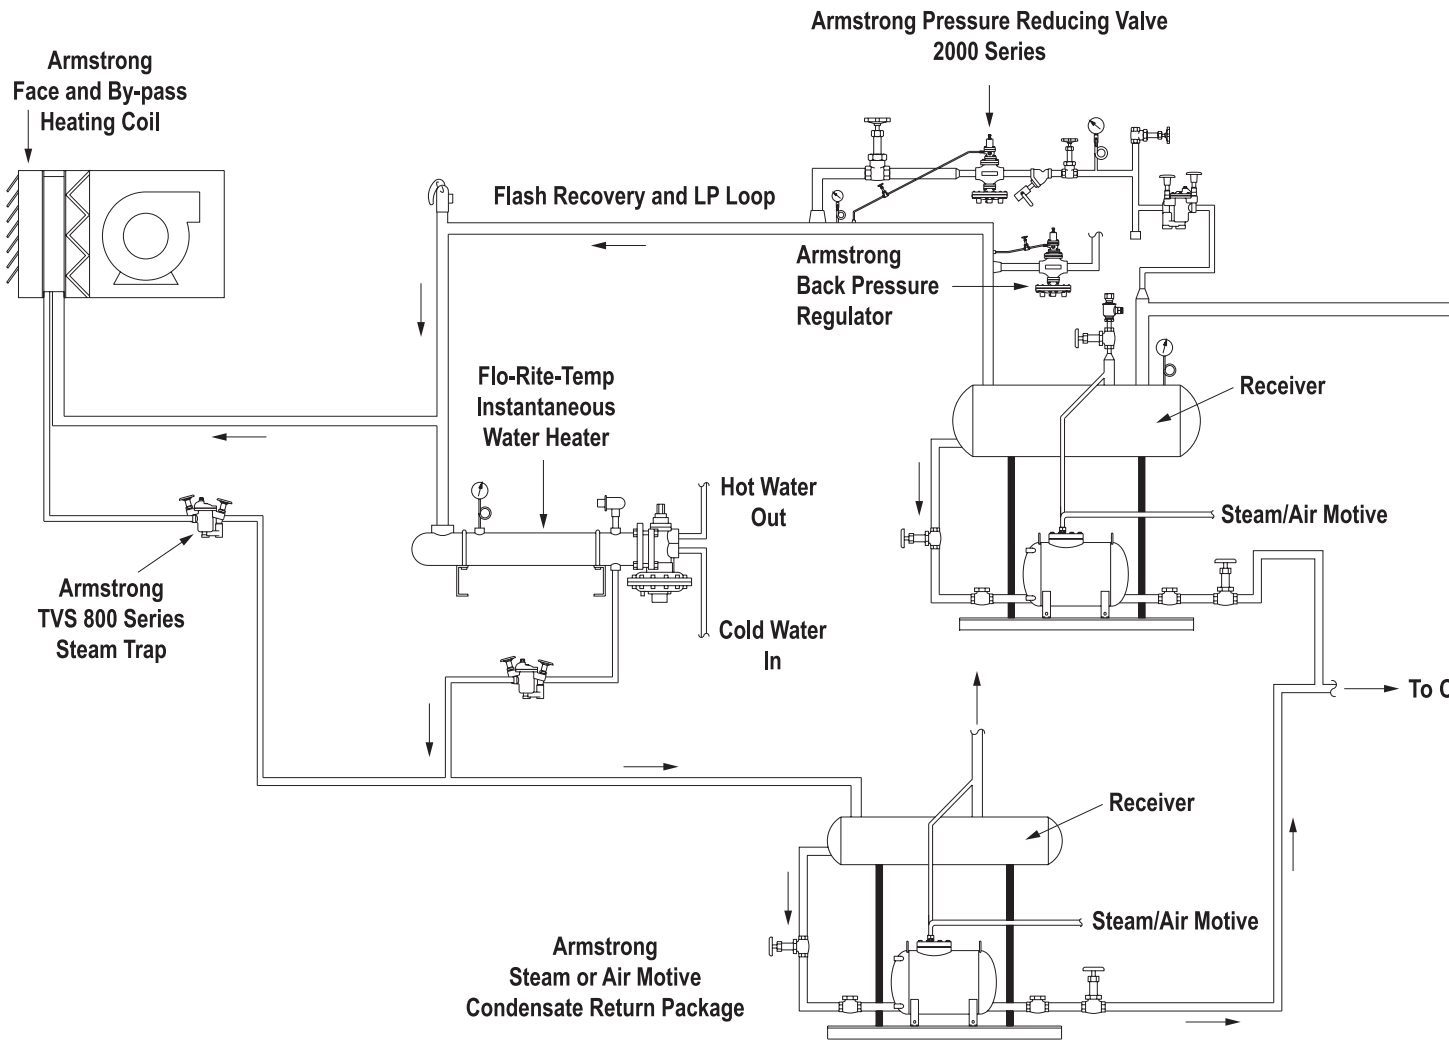 Armstrong Pressure Reducing Valve
2000 Series
Armstrong
Face and By-pass
Heating Coil
Flash Recovery and LP Loop
Armstrong
Back Pressure
Regulator
Flo-Rite-Temp
Instantaneous
Water Heater
Receiver
Hot Water
Out
Steam/Air Motive
Armstrong
TVS 800 Series
Steam Trap
Cold Water
In
To C
Receiver
Steam/Air Motive
Armstrong
Steam or Air Motive
Condensate Return Package